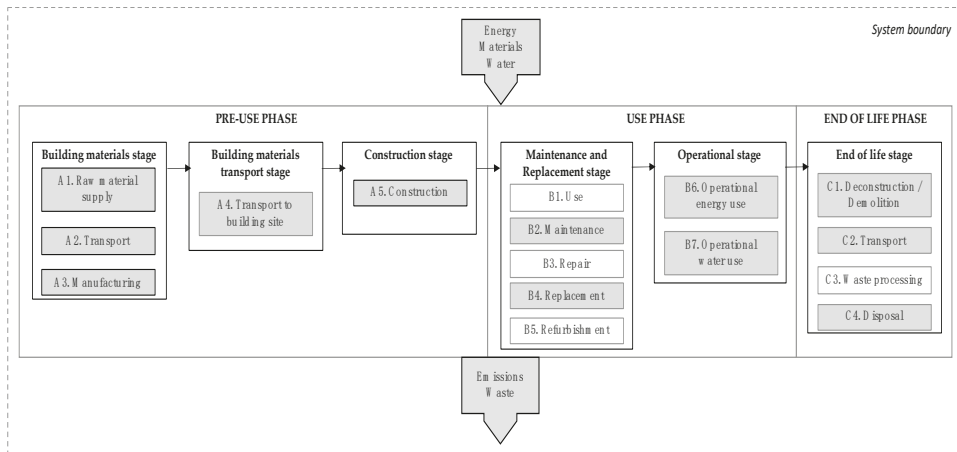 System boundary
Energy
Materials
Water
PRE-USE PHASE
USE PHASE
END OF LIFE PHASE
Building materials stage
A1. Raw material
supply
A2. Transport
A3. Manufacturing
Building materials
transport stage
A4. Transport to
building site
Construction stage
A5. Construction
Maintenance and
Replacement stage
B1. Use
B2. Maintenance
B3. Repair
B4. Replacement
B5. Refurbishment
Operational stage
B6. Operational
energy use
B7. Operational
water use
End of life stage
C1. Deconstruction /
Demolition
C2. Transport
C3. Waste processing
C4. Disposal
Emissions
Waste